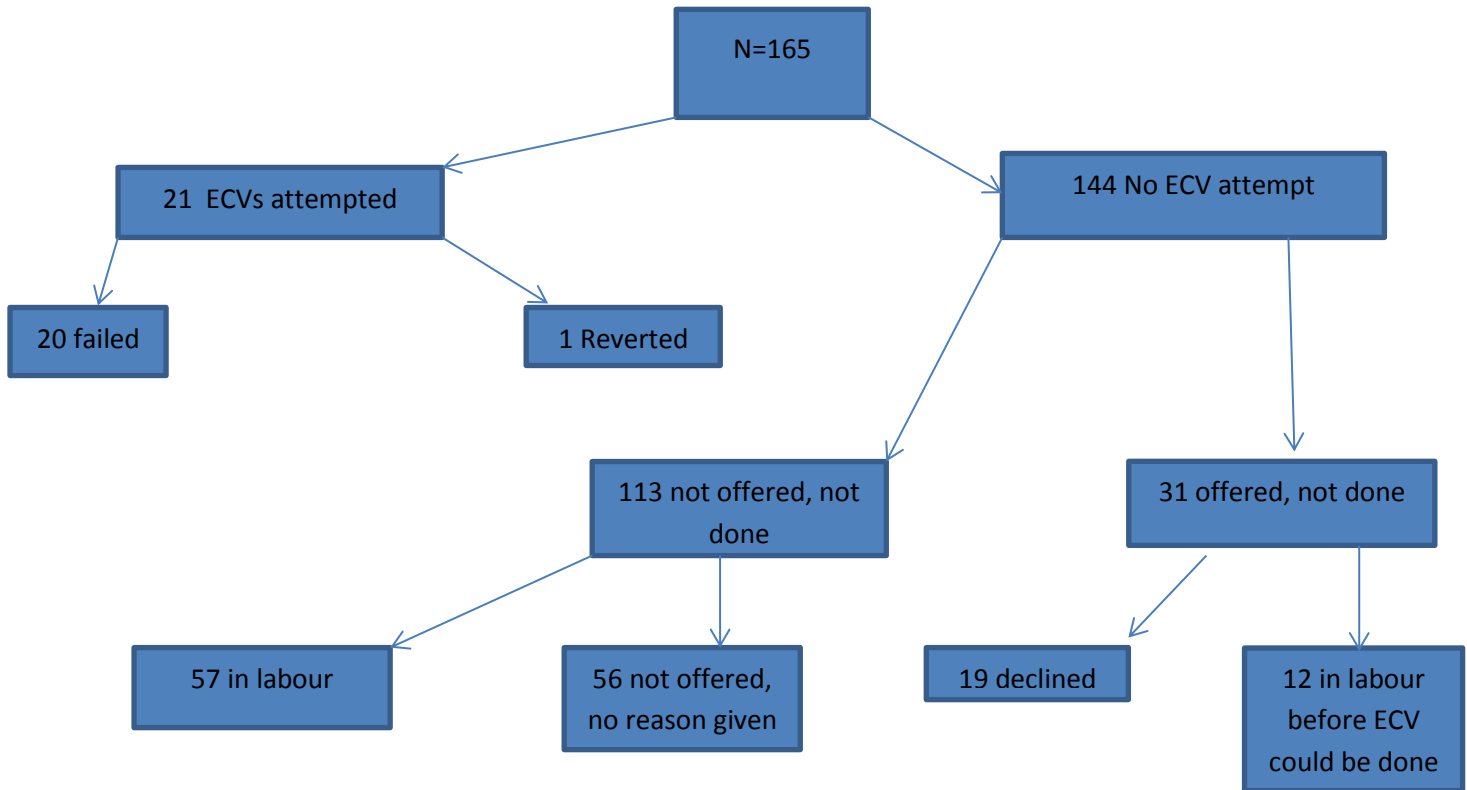 N=165
21 ECVs attempted
144 No ECV attempt
20 failed
1 Reverted
113 not offered, not
done
31 offered, not done
57 in labour
56 not offered,
no reason given
19 declined
12 in labour
before ECV
could be done